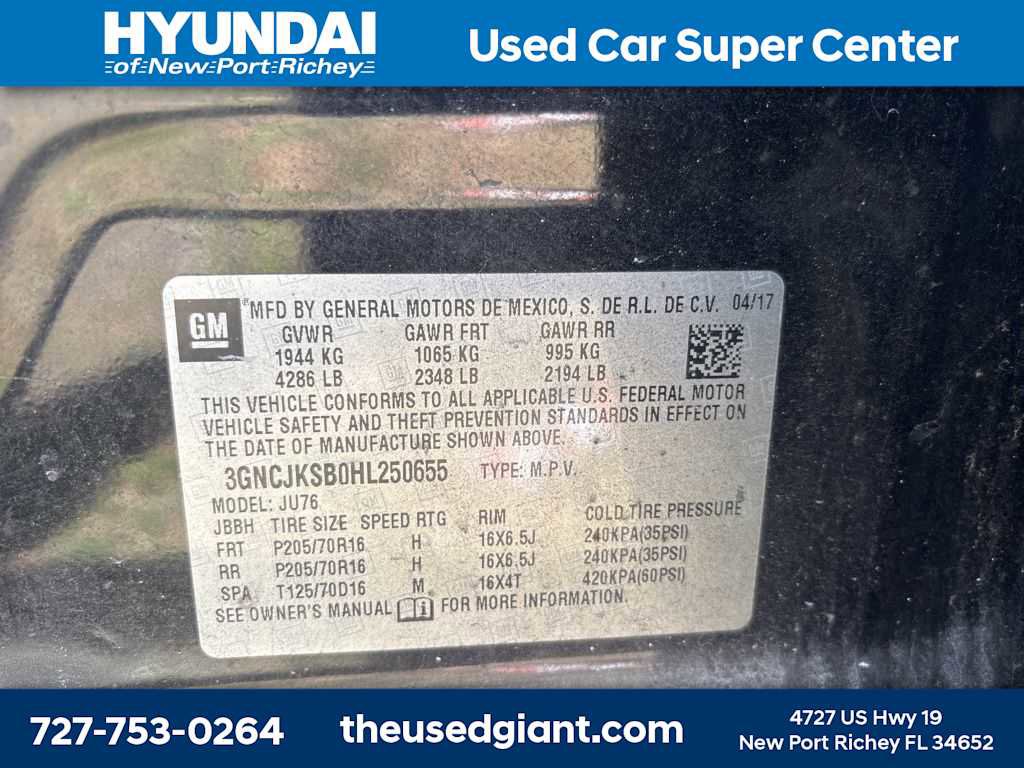 HYUNDAI
of New Port Richey
Used Car Super Center
GM
® MFD BY GENERAL MOTORS DE MEXICO, S. DE R.L. DE C.V. 04/17
GVWR GAWR FRT GAWR RR
1944 KG 1065 KG 995 KG
4286 LB 2348 LB 2194 LB
THIS VEHICLE CONFORMS TO ALL APPLICABLE U.S. FEDERAL MOTOR
VEHICLE SAFETY AND THEFT PREVENTION STANDARDS IN EFFECT ON
THE DATE OF MANUFACTURE SHOWN ABOVE.
3GNCJKSB0HL250655 TYPE: M.P.V.
MODEL: JU76
JBBH TIRE SIZE SPEED RTG RIM COLD TIRE PRESSURE
FRT P205/70R16 H 16X6.5J 240KPA(35PSI)
RR P205/70R16 H 16X6.5J 240KPA(35PSI)
SPA T125/70D16 M 16X4T 420KPA(60PSI)
SEE OWNER'S MANUAL FOR MORE INFORMATION.
727-753-0264
theusedgiant.com
4727 US Hwy 19
New Port Richey FL 34652